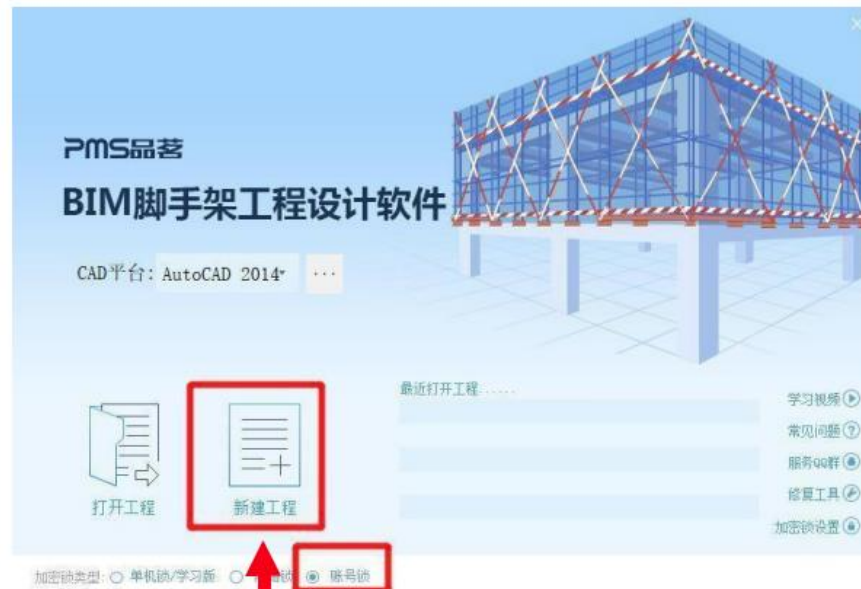 PMS品茗
BIM脚手架工程设计软件
CAD平台: AutoCAD 2014 ...
最近打开工程......
学习视频
常见问题
服务QQ群
修复工具
加密锁设置
打开工程
新建工程
加密锁类型: 单机锁/学习版 锁 账号锁